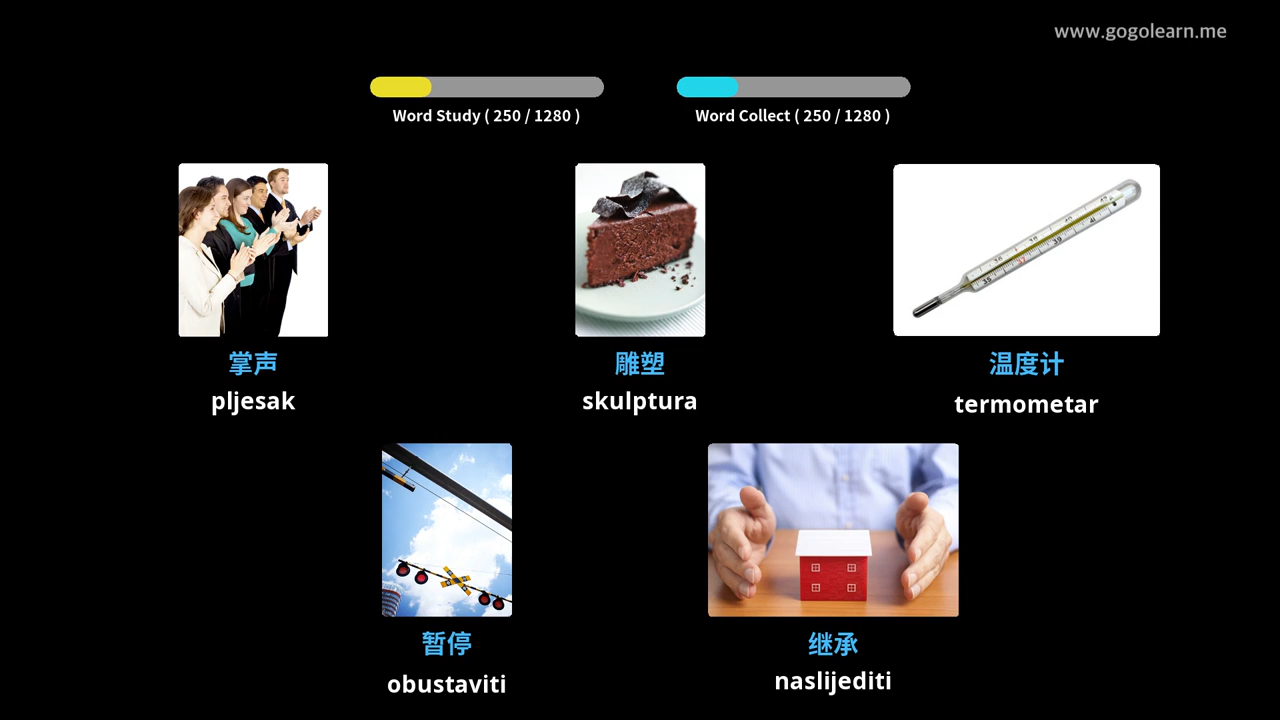 www.gogolearn.me
Word Study ( 250 / 1280 )
Word Collect ( 250 / 1280 )
掌声
pljesak
雕塑
skulptura
温度计
termometar
暂停
obustaviti
继承
naslijediti